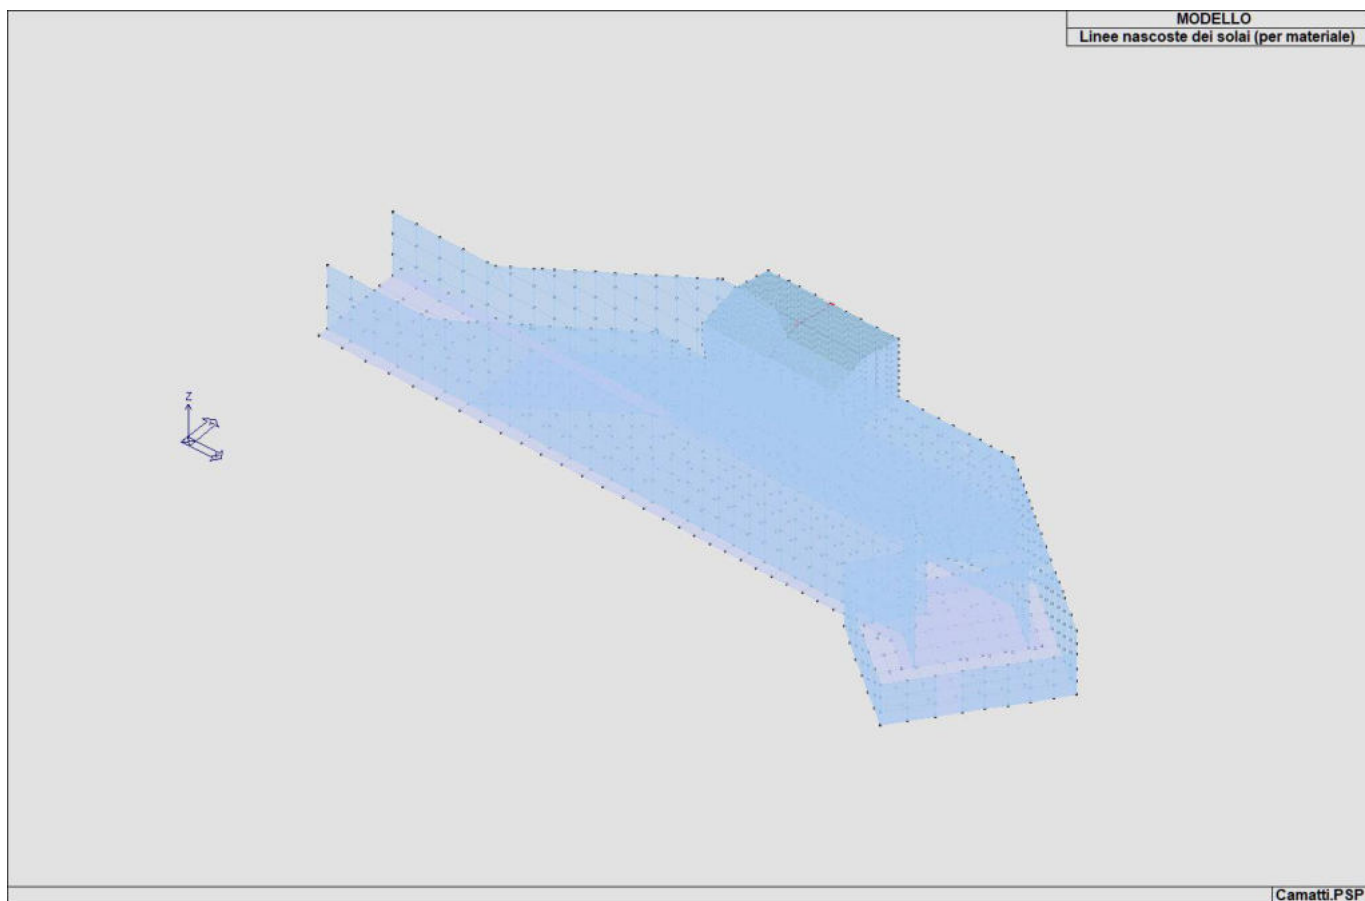 MODELLO
Linee nascoste dei solai (per materiale)
Z
Camatti.PSP